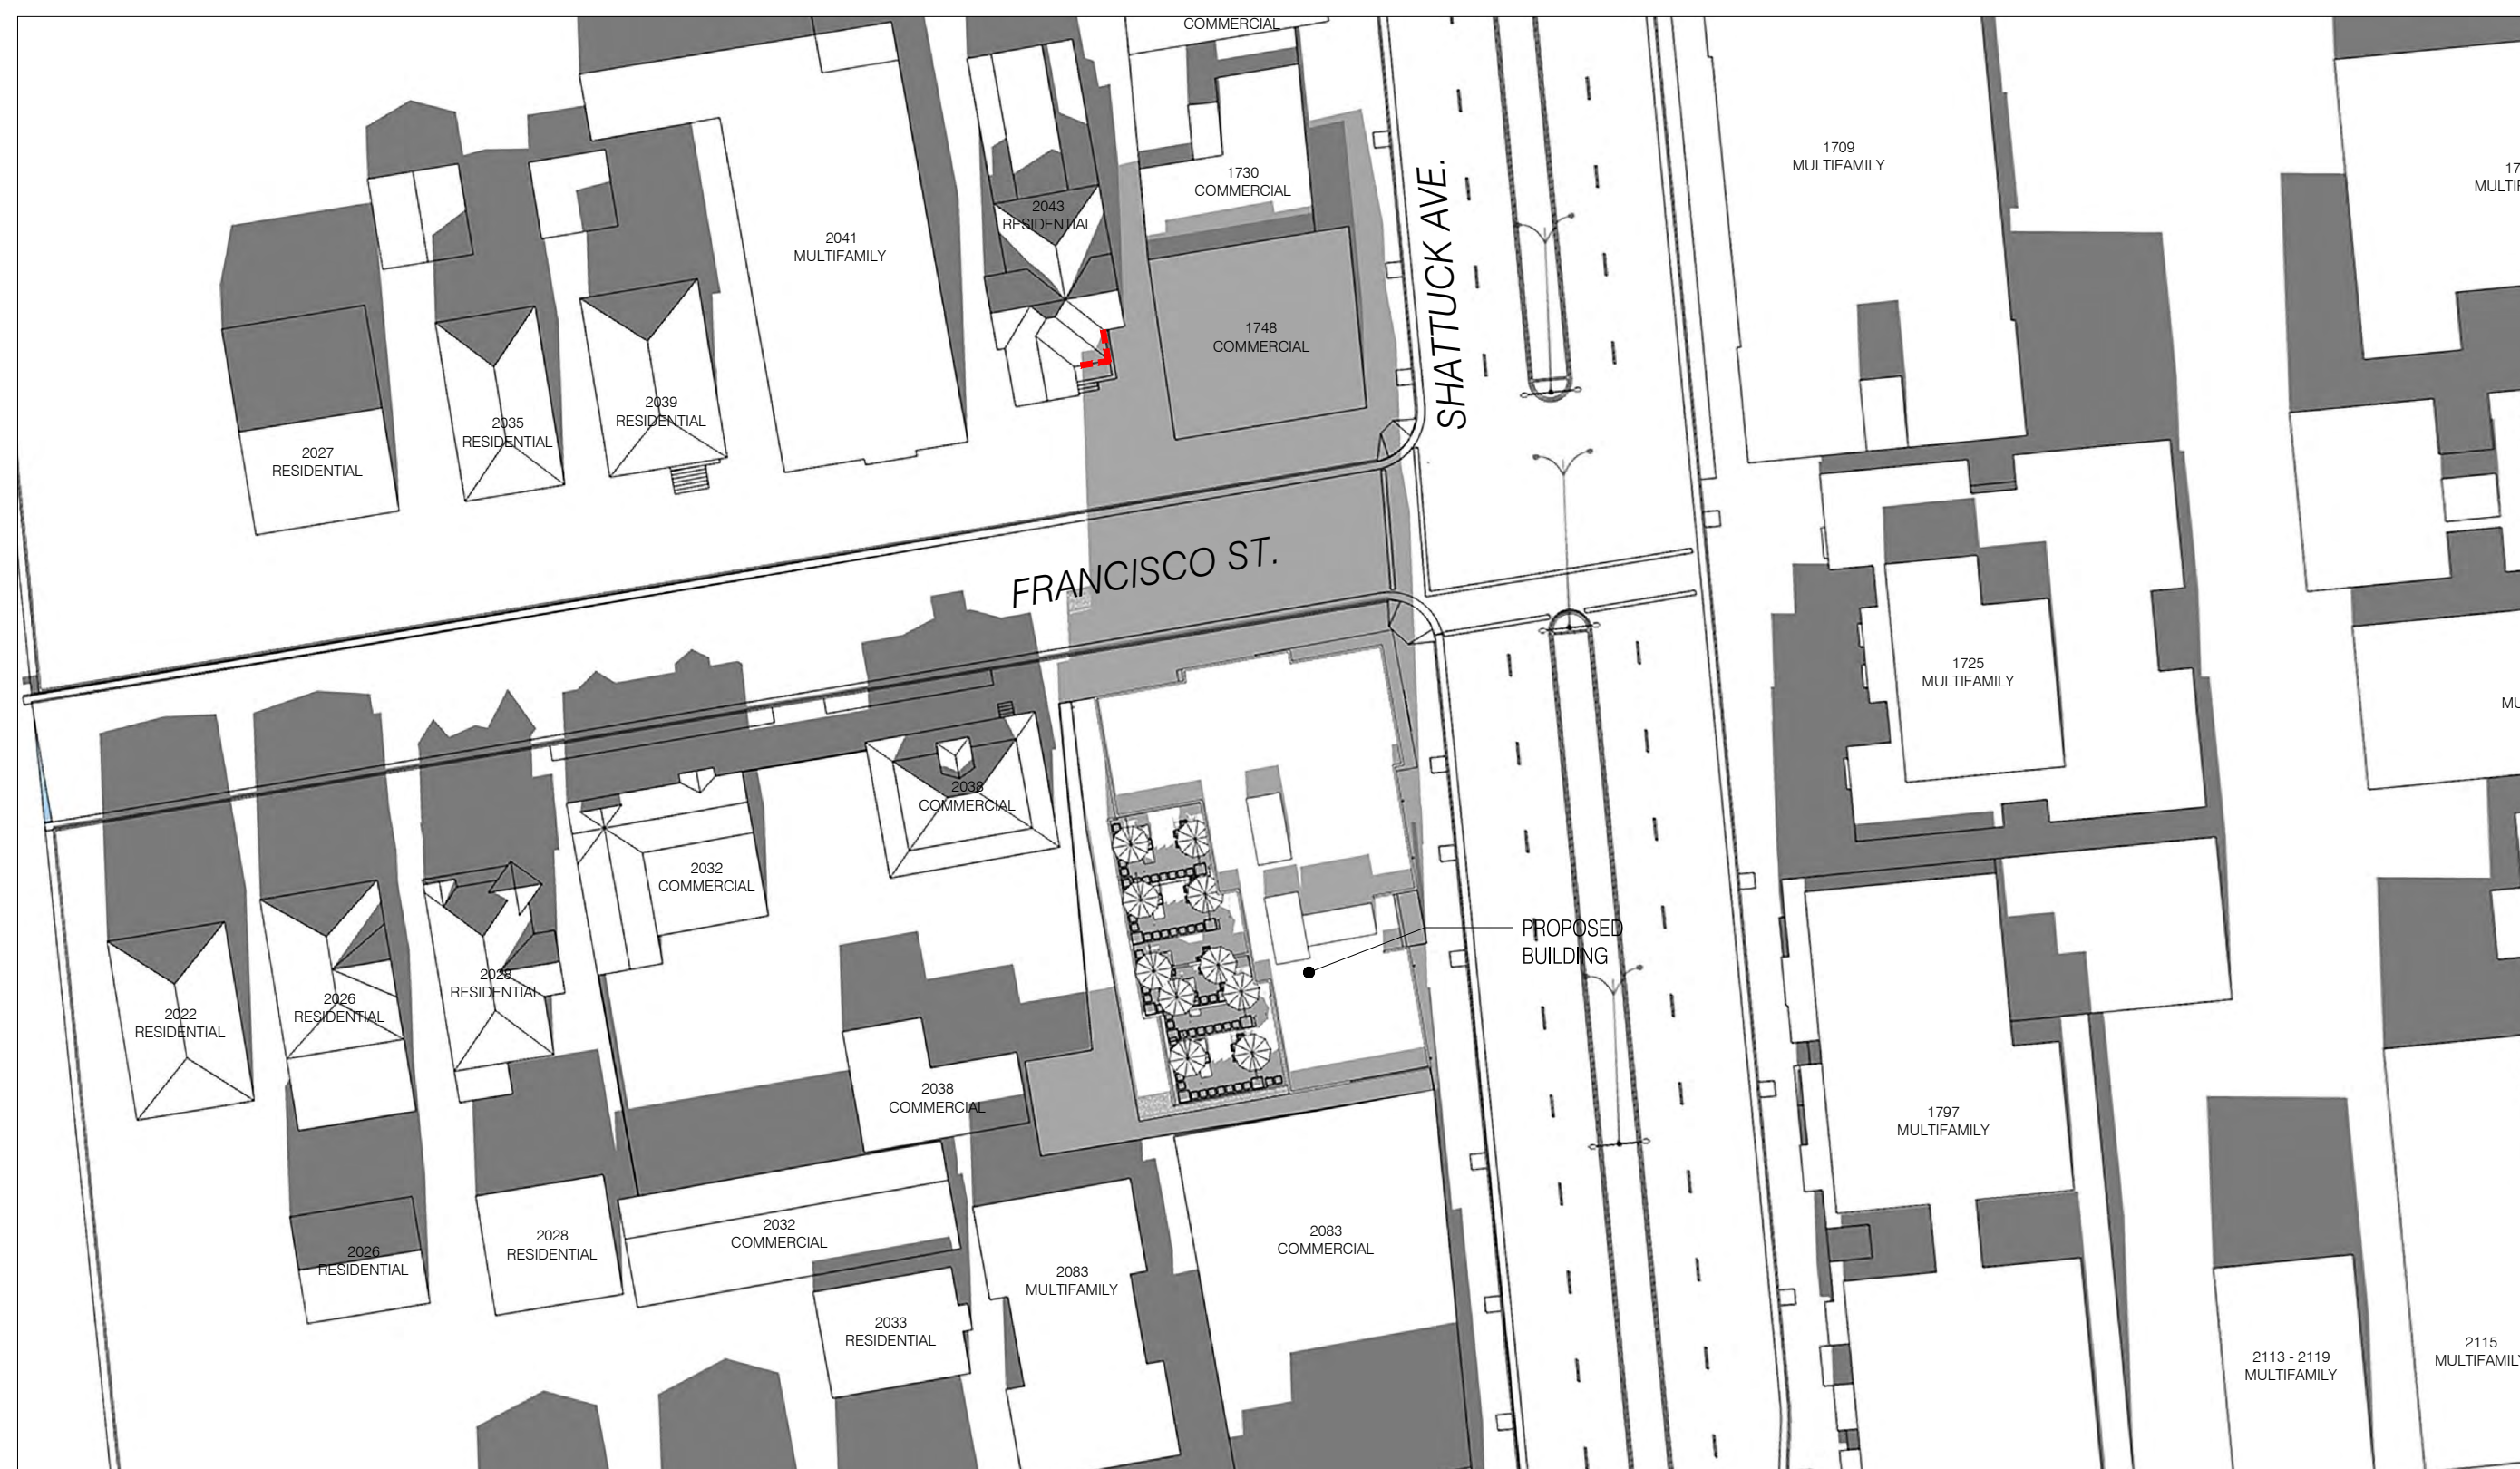 COMMERCIAL
1709
MULTIFAMILY
1730
COMMERCIAL
2043
RESIDENTIAL
2041
MULTIFAMILY
SHATTUCK AVE.
1748
COMMERCIAL
2039
RESIDENTIAL
2035
RESIDENTIAL
2027
RESIDENTIAL
FRANCISCO ST.
1725
MULTIFAMILY
2038
COMMERCIAL
2032
COMMERCIAL
PROPOSED
BUILDING
2028
RESIDENTIAL
2026
RESIDENTIAL
2022
RESIDENTIAL
2038
COMMERCIAL
1797
MULTIFAMILY
2032
COMMERCIAL
2028
RESIDENTIAL
2026
RESIDENTIAL
2083
COMMERCIAL
2083
MULTIFAMILY
2033
RESIDENTIAL
2113 - 2119
MULTIFAMILY
2115
MULTIFAMILY